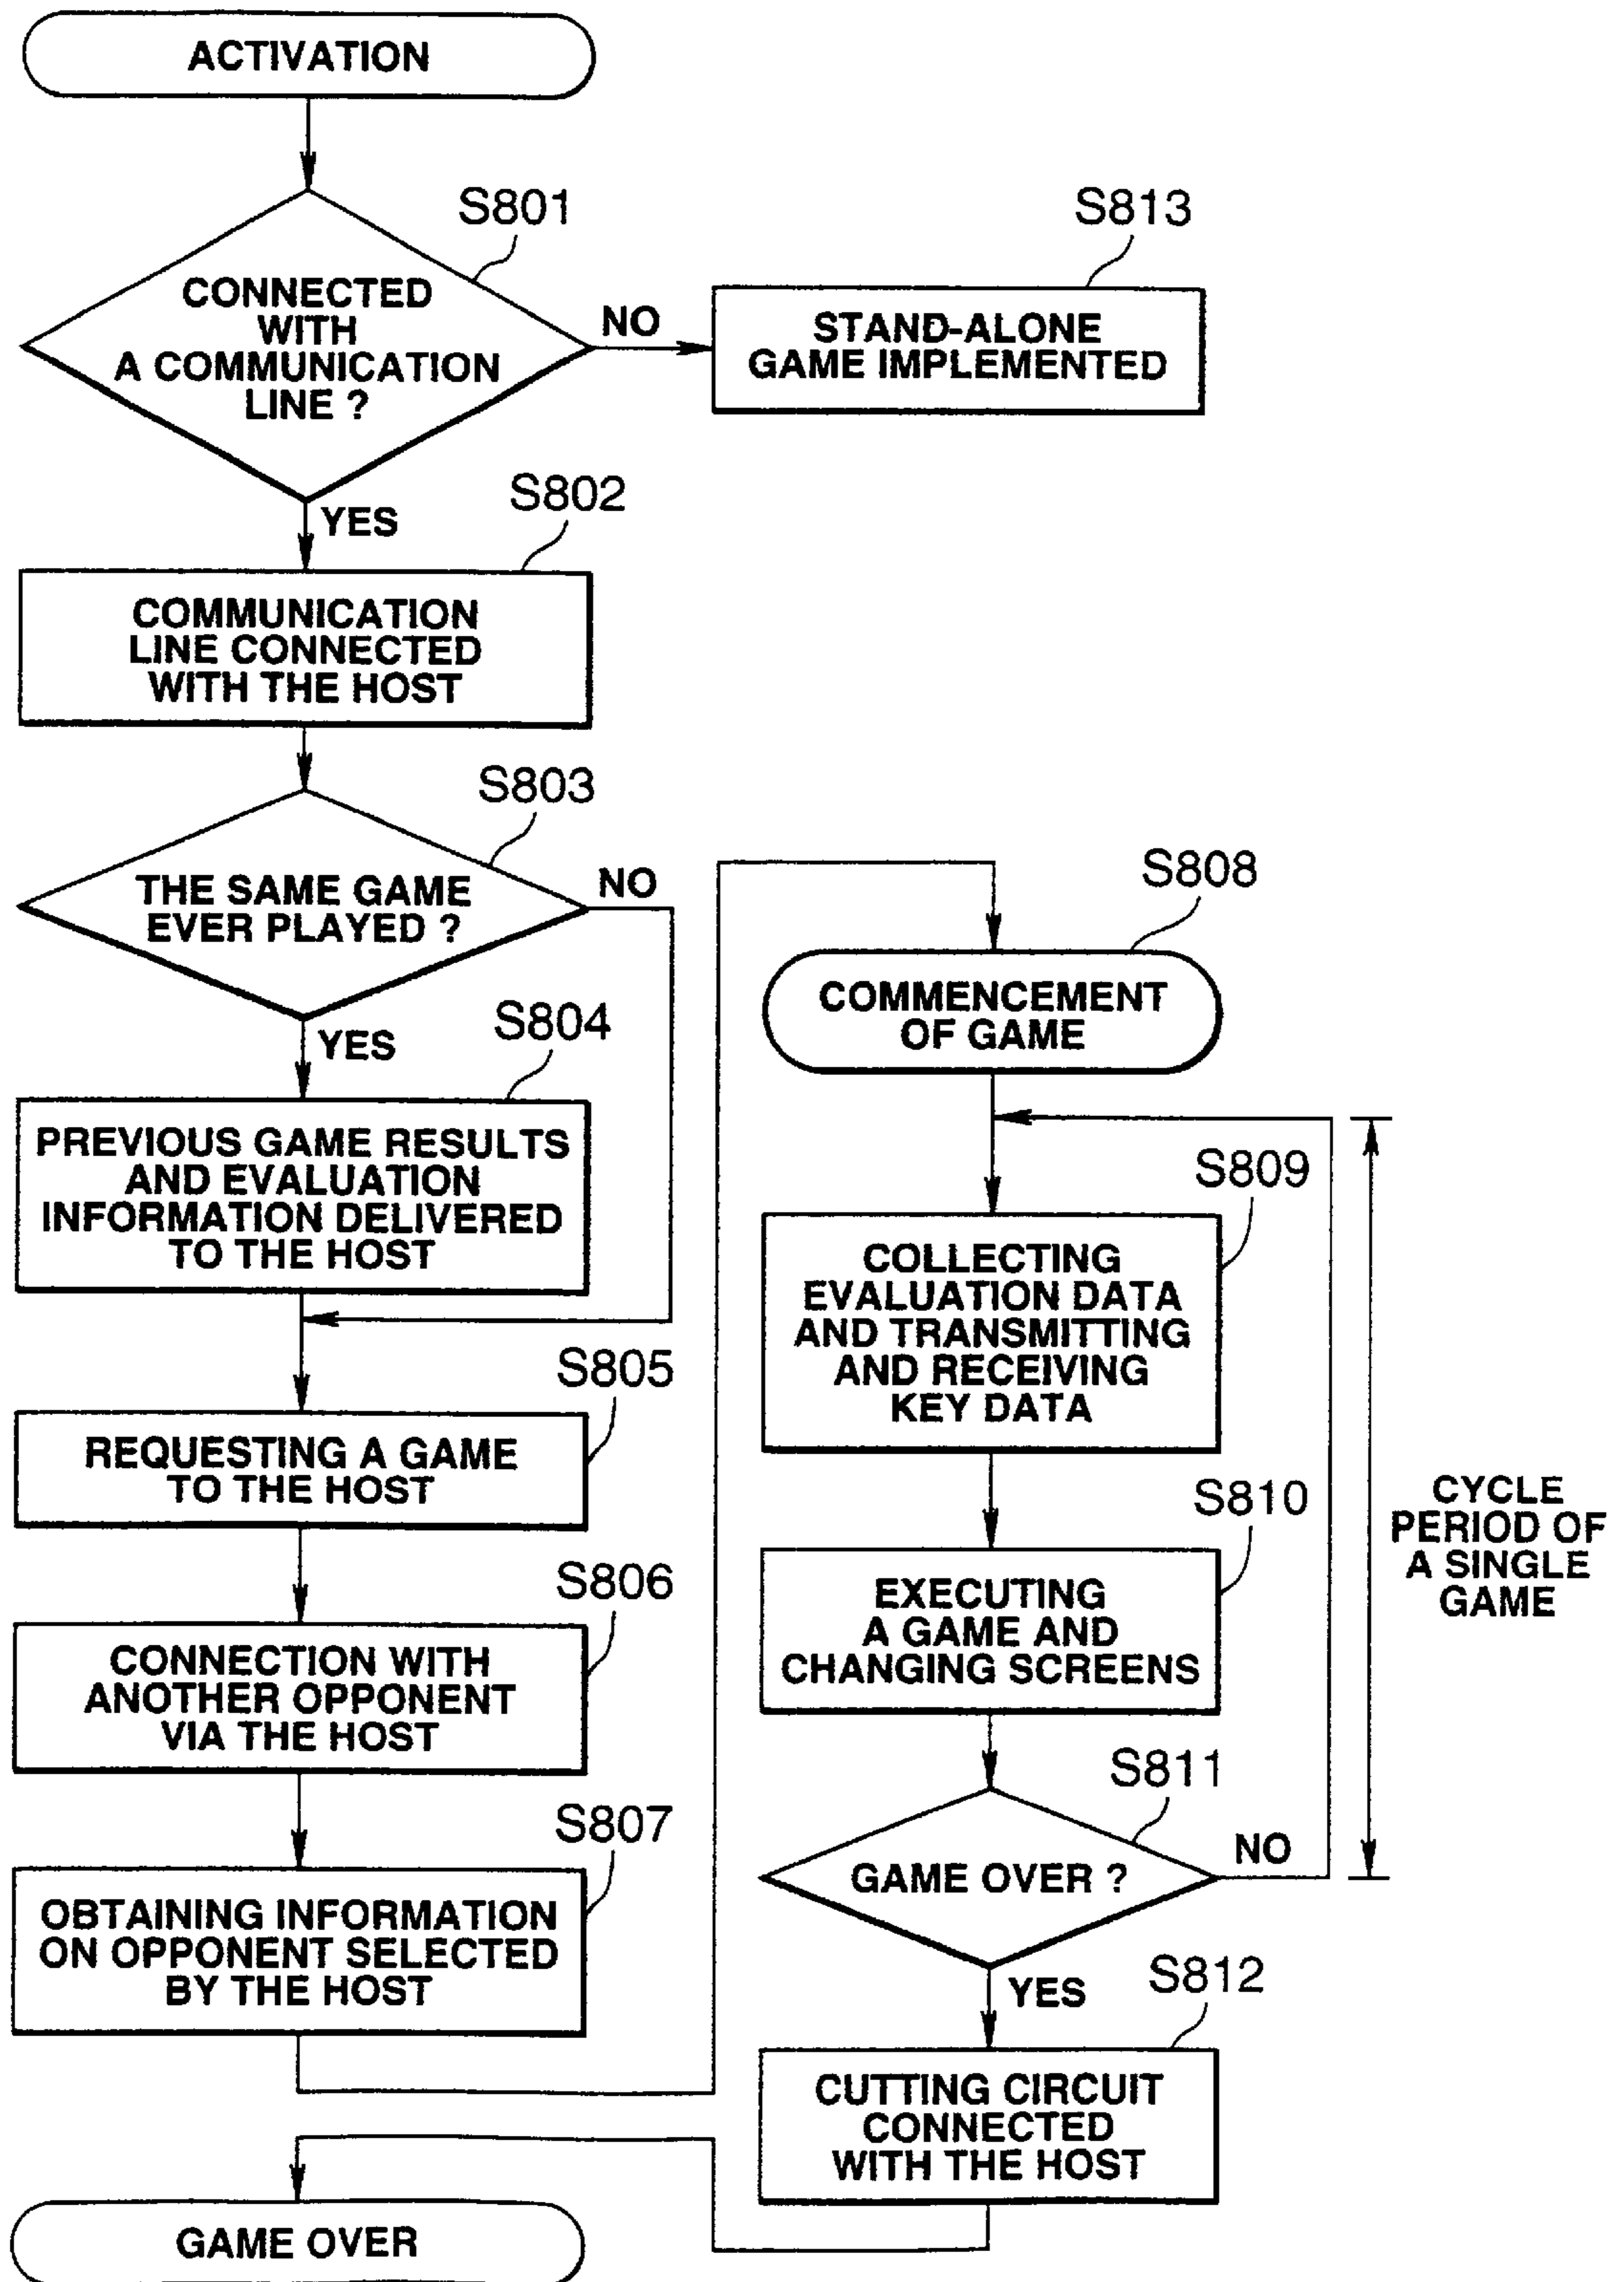 ACTIVATION
S801
CONNECTED
WITH
A COMMUNICATION
LINE ?
NO
S813
STAND-ALONE
GAME IMPLEMENTED
YES
S802
COMMUNICATION
LINE CONNECTED
WITH THE HOST
S803
THE SAME GAME
EVER PLAYED ?
NO
YES
S804
PREVIOUS GAME RESULTS
AND EVALUATION
INFORMATION DELIVERED
TO THE HOST
S805
REQUESTING A GAME
TO THE HOST
S806
CONNECTION WITH
ANOTHER OPPONENT
VIA THE HOST
S807
OBTAINING INFORMATION
ON OPPONENT SELECTED
BY THE HOST
S808
COMMENCEMENT
OF GAME
S809
COLLECTING
EVALUATION DATA
AND TRANSMITTING
AND RECEIVING
KEY DATA
S810
EXECUTING
A GAME AND
CHANGING SCREENS
CYCLE
PERIOD OF
A SINGLE
GAME
S811
GAME OVER ?
NO
YES
S812
CUTTING CIRCUIT
CONNECTED
WITH THE HOST
GAME OVER